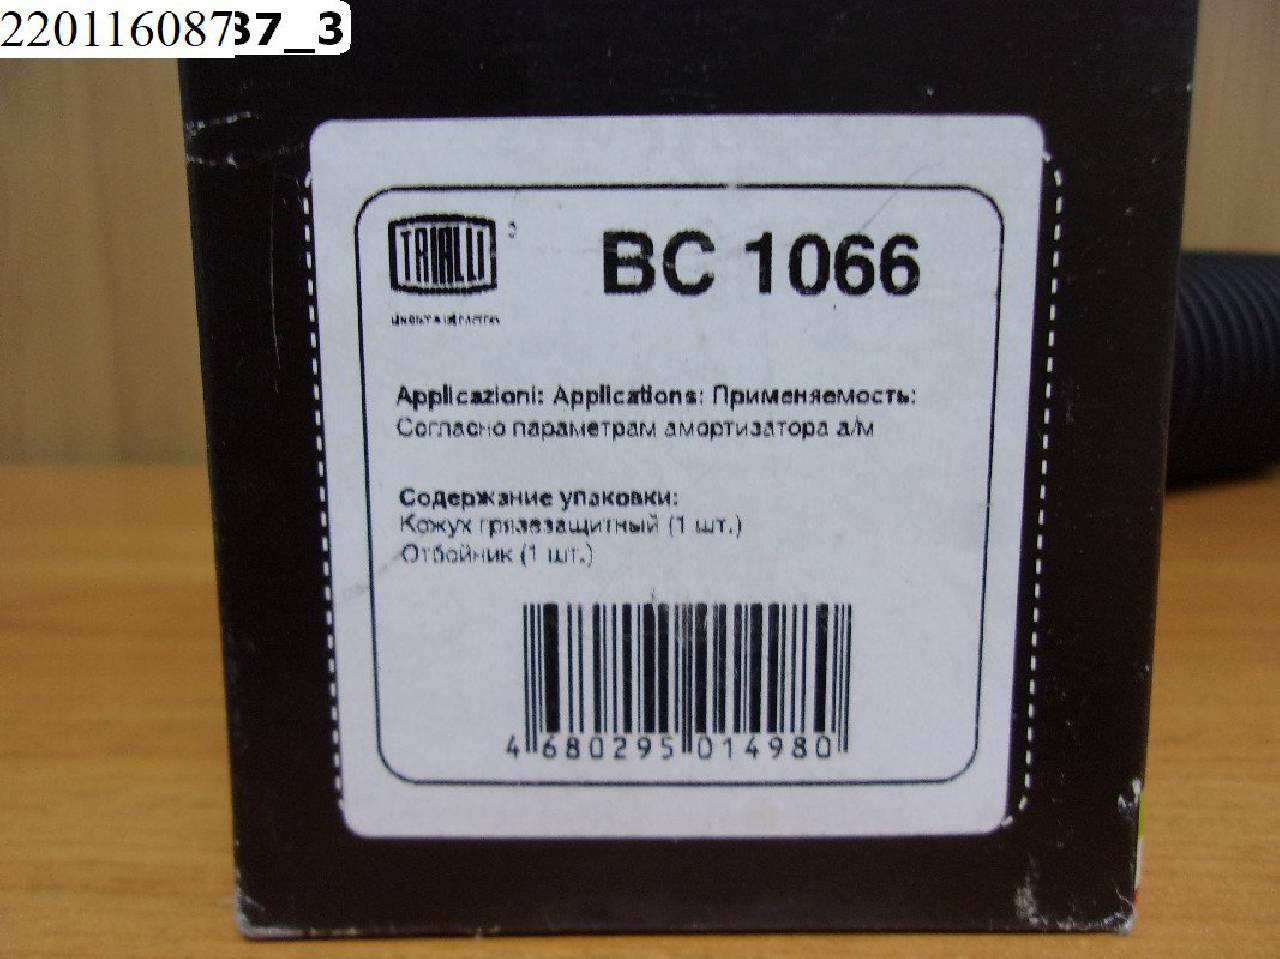 22011608737_3
TRIALLI
BC 1066
Applicazioni: Applications: Применяемость:
Согласно параметрам амортизатора а/м
Содержание упаковки:
Кожух грязезащитный (1 шт.)
Отбойник (1 шт.)
4 680295 014980